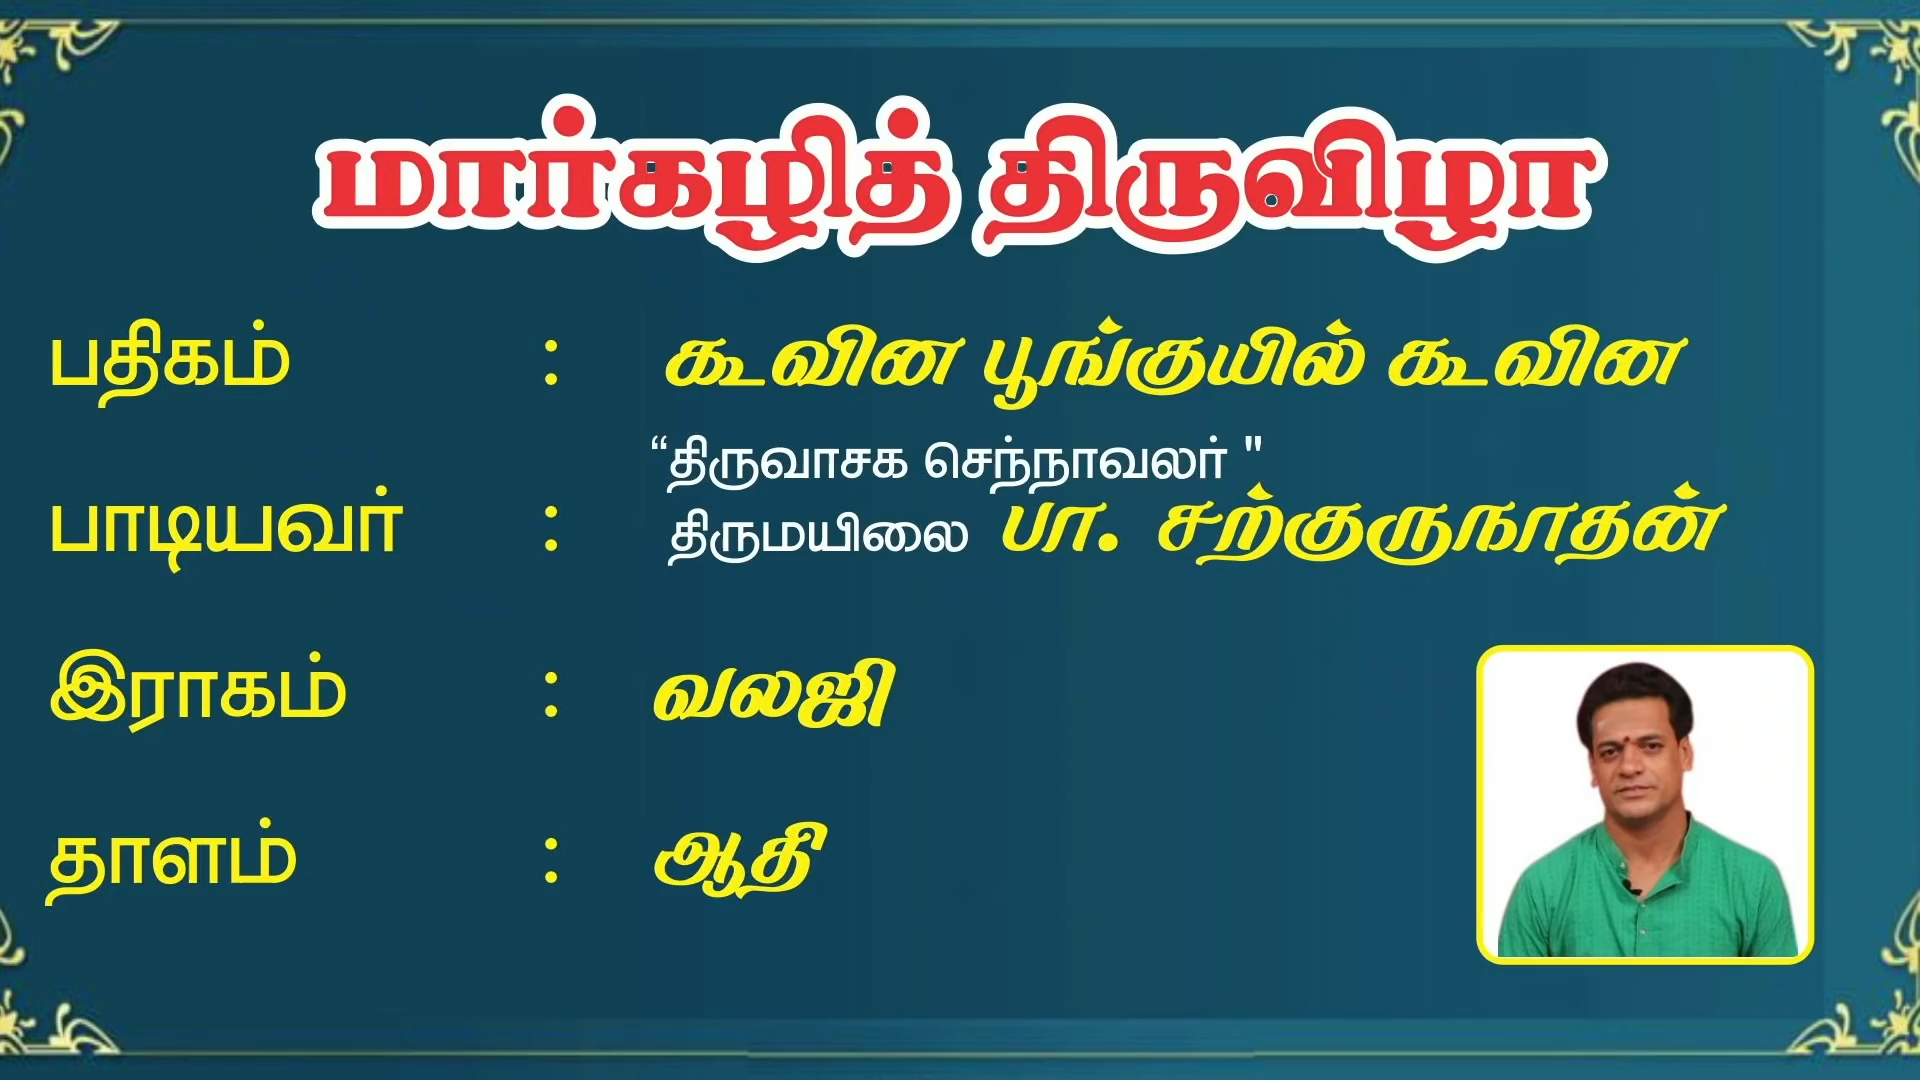 மார்கழித் திருவிழா
பதிகம் : கூவின பூங்குயில் கூவின
“திருவாசக செந்நாவலர் "
பாடியவர் : திருமயிலை பா. சற்குருநாதன்
இராகம் : வலஜி
தாளம் : ஆதி